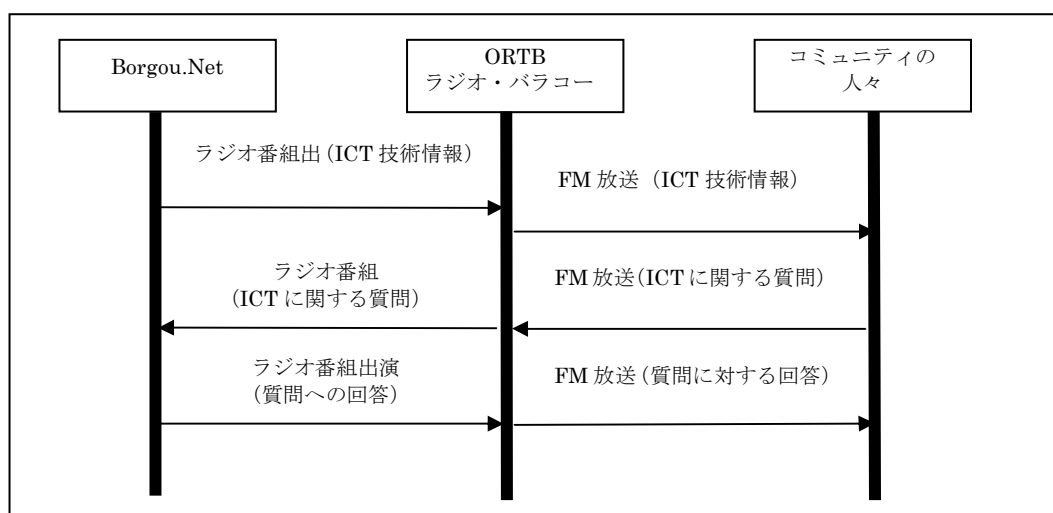 Borgou.Net
ORTB
ラジオ・バラコー
コミュニティの
人々
ラジオ番組出（ICT 技術情報）
FM 放送（ICT 技術情報）
ラジオ番組
（ICT に関する質問）
FM 放送（ICT に関する質問）
ラジオ番組出演
（質問への回答）
FM 放送（質問に対する回答）